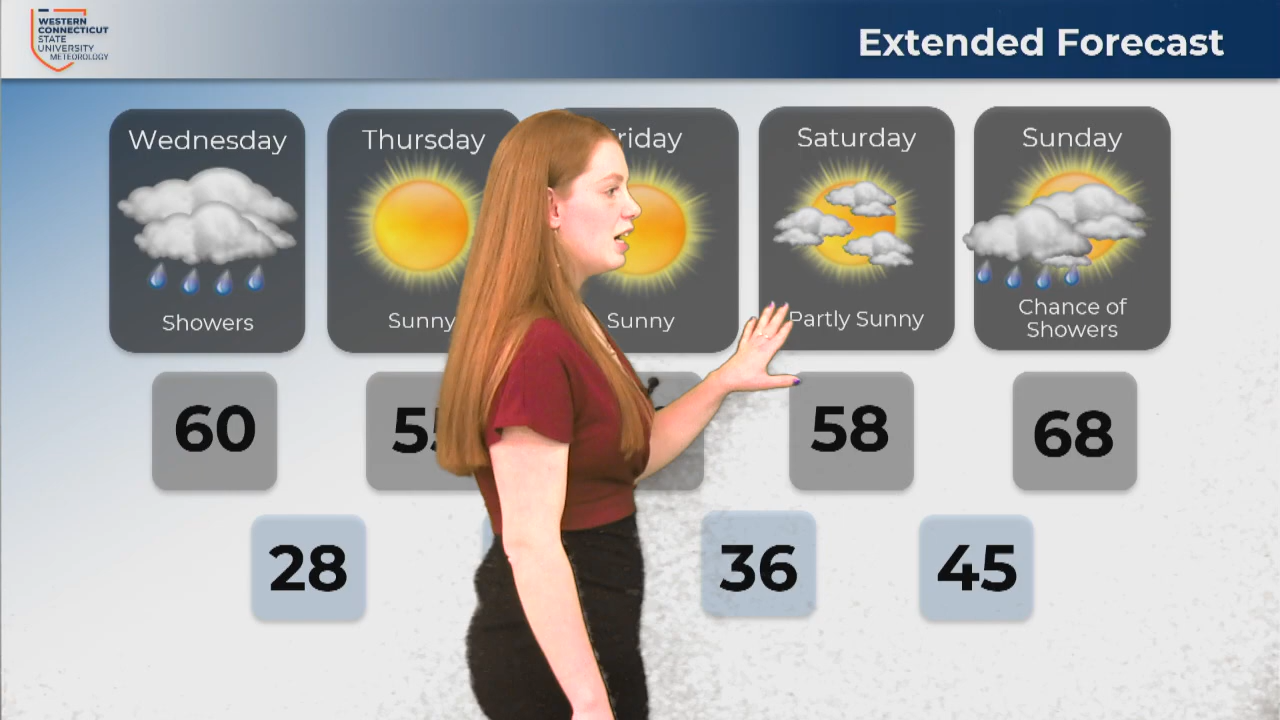 WESTERN
CONNECTICUT
STATE
UNIVERSITY
METEOROLOGY
Extended Forecast
Wednesday
Thursday
Friday
Saturday
Sunday
Showers
Sunny
Sunny
Partly Sunny
Chance of
Showers
60
58
68
28
36
45